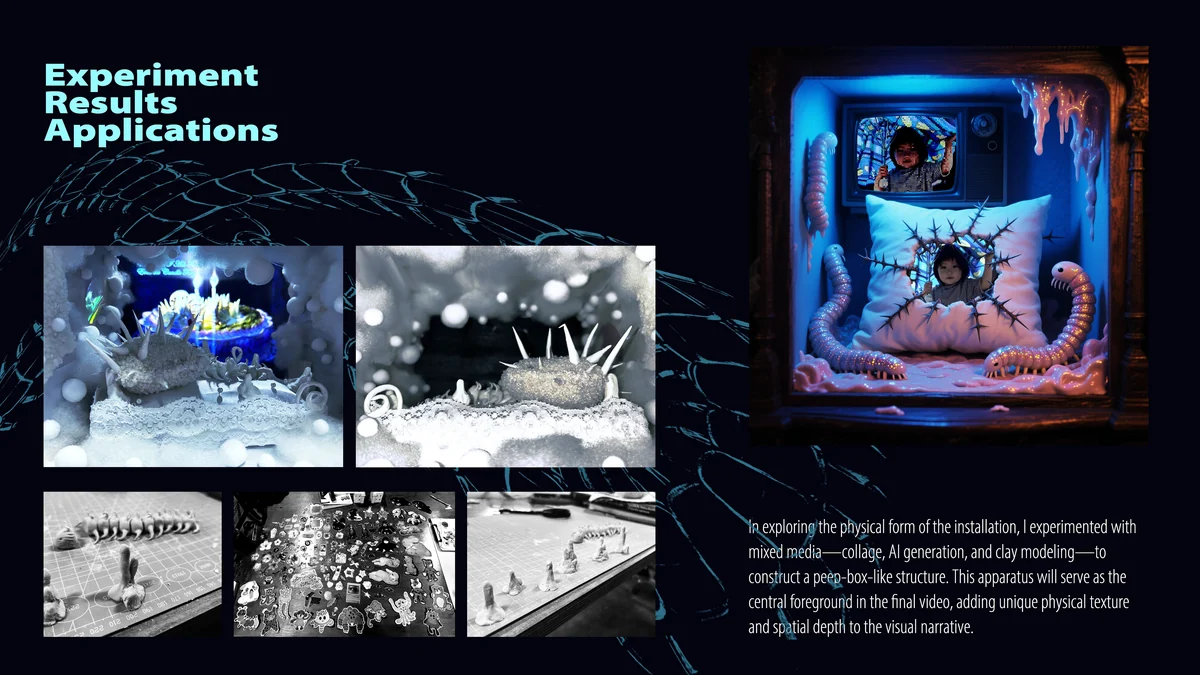 Experiment
Results
Applications
In exploring the physical form of the installation, I experimented with
mixed media—collage, AI generation, and clay modeling—to
construct a peep-box-like structure. This apparatus will serve as the
central foreground in the final video, adding unique physical texture
and spatial depth to the visual narrative.